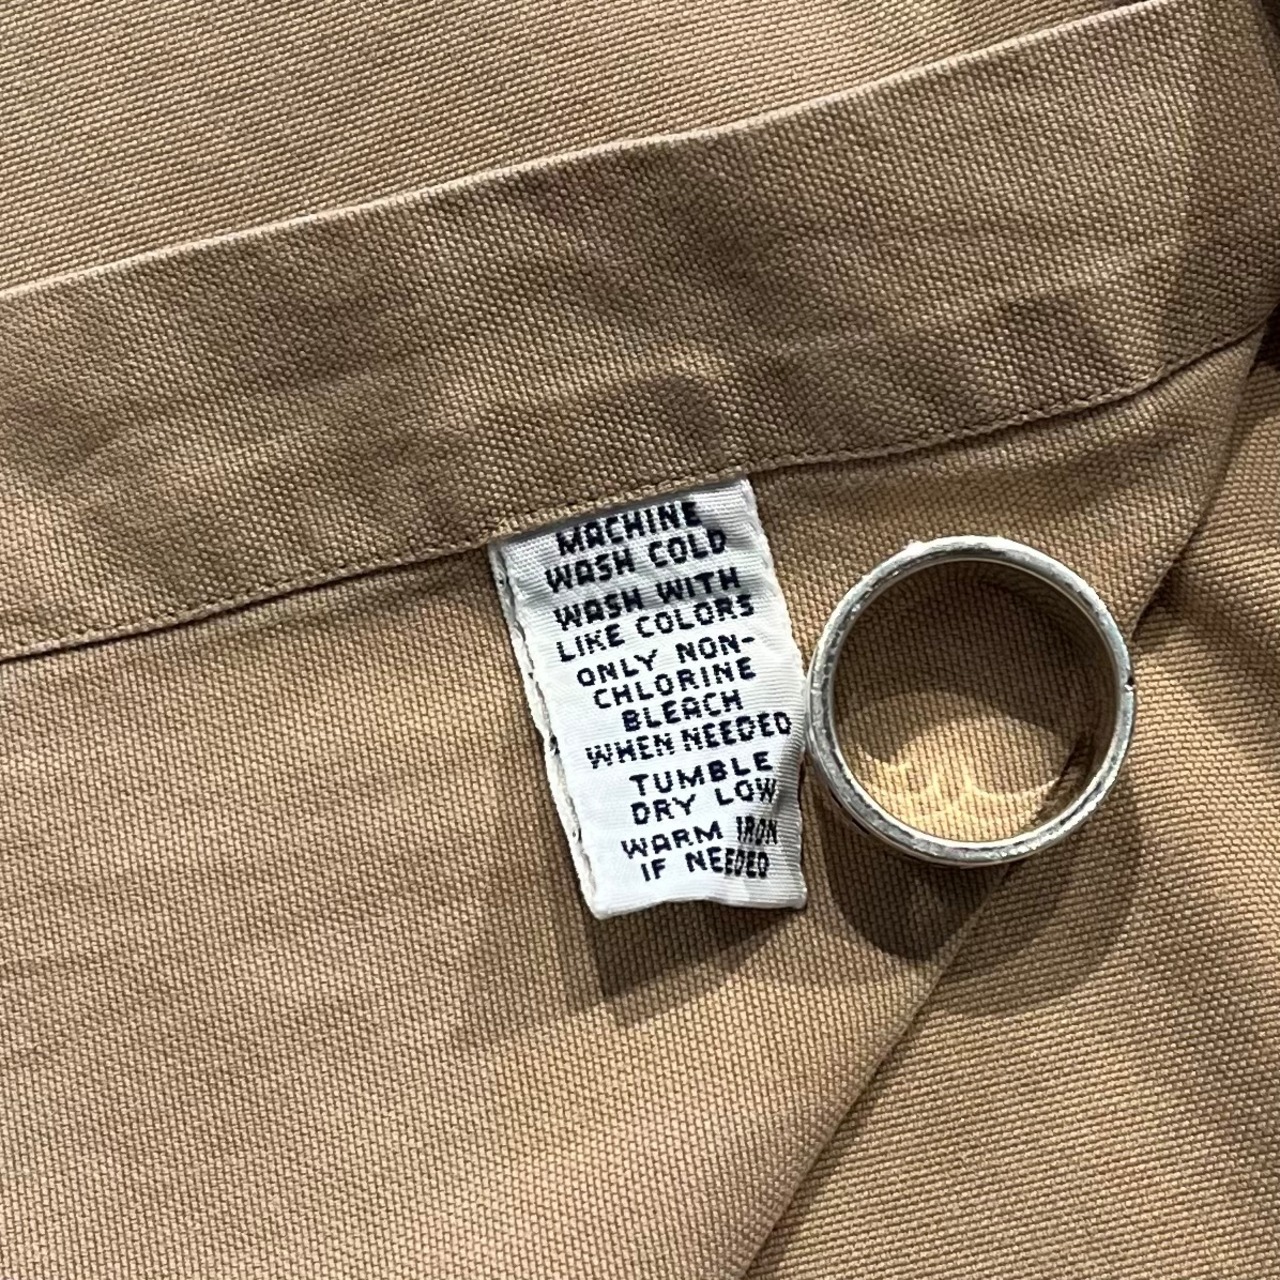 MACHINE
WASH COLD
WASH WITH
LIKE COLORS
ONLY NON-
CHLORINE
BLEACH
WHEN NEEDED
TUMBLE
DRY LOW
WARM IRON
IF NEEDED